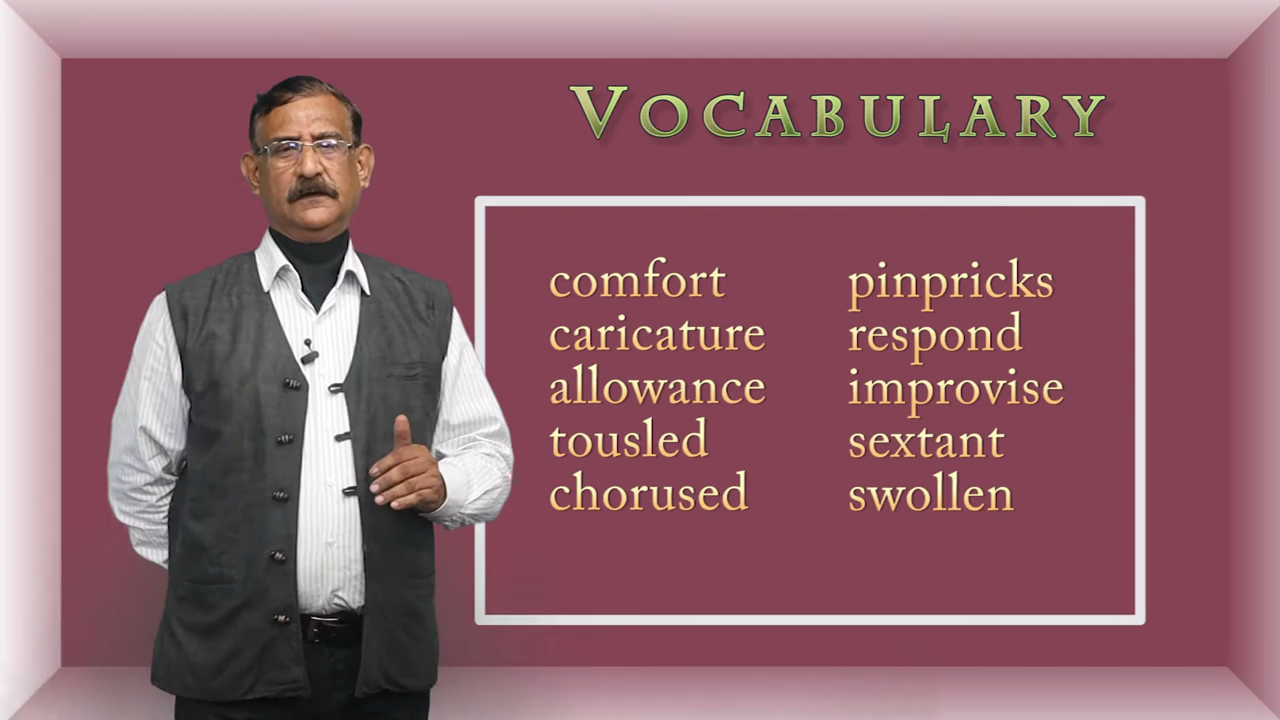 VOCABULARY
comfort
caricature
allowance
tousled
chorused
pinpricks
respond
improvise
sextant
swollen